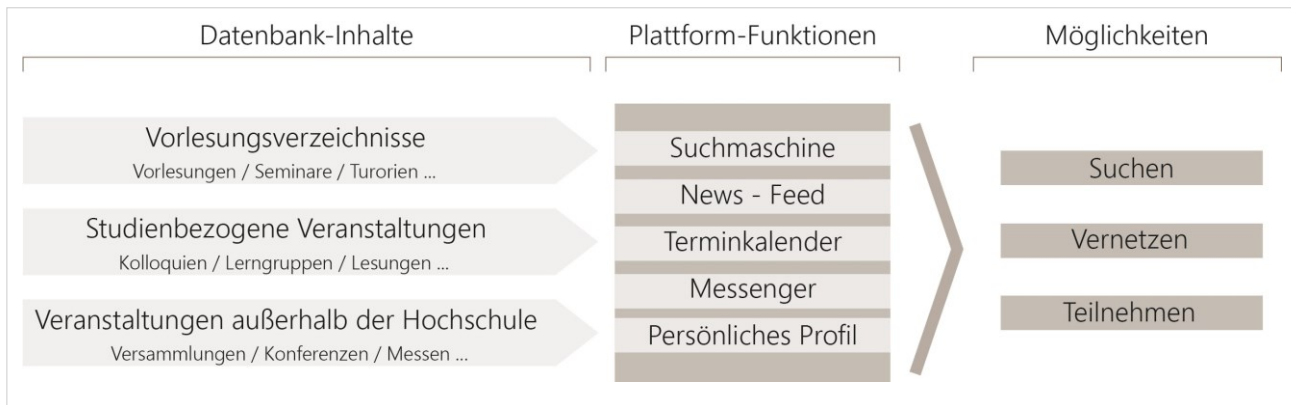 Datenbank-Inhalte
Vorlesungsverzeichnisse
Vorlesungen / Seminare / Turorien ...
Studienbezogene Veranstaltungen
Kolloquien / Lerngruppen / Lesungen ...
Veranstaltungen außerhalb der Hochschule
Versammlungen / Konferenzen / Messen ...
Plattform-Funktionen
Suchmaschine
News - Feed
Terminkalender
Messenger
Persönliches Profil
Möglichkeiten
Suchen
Vernetzen
Teilnehmen